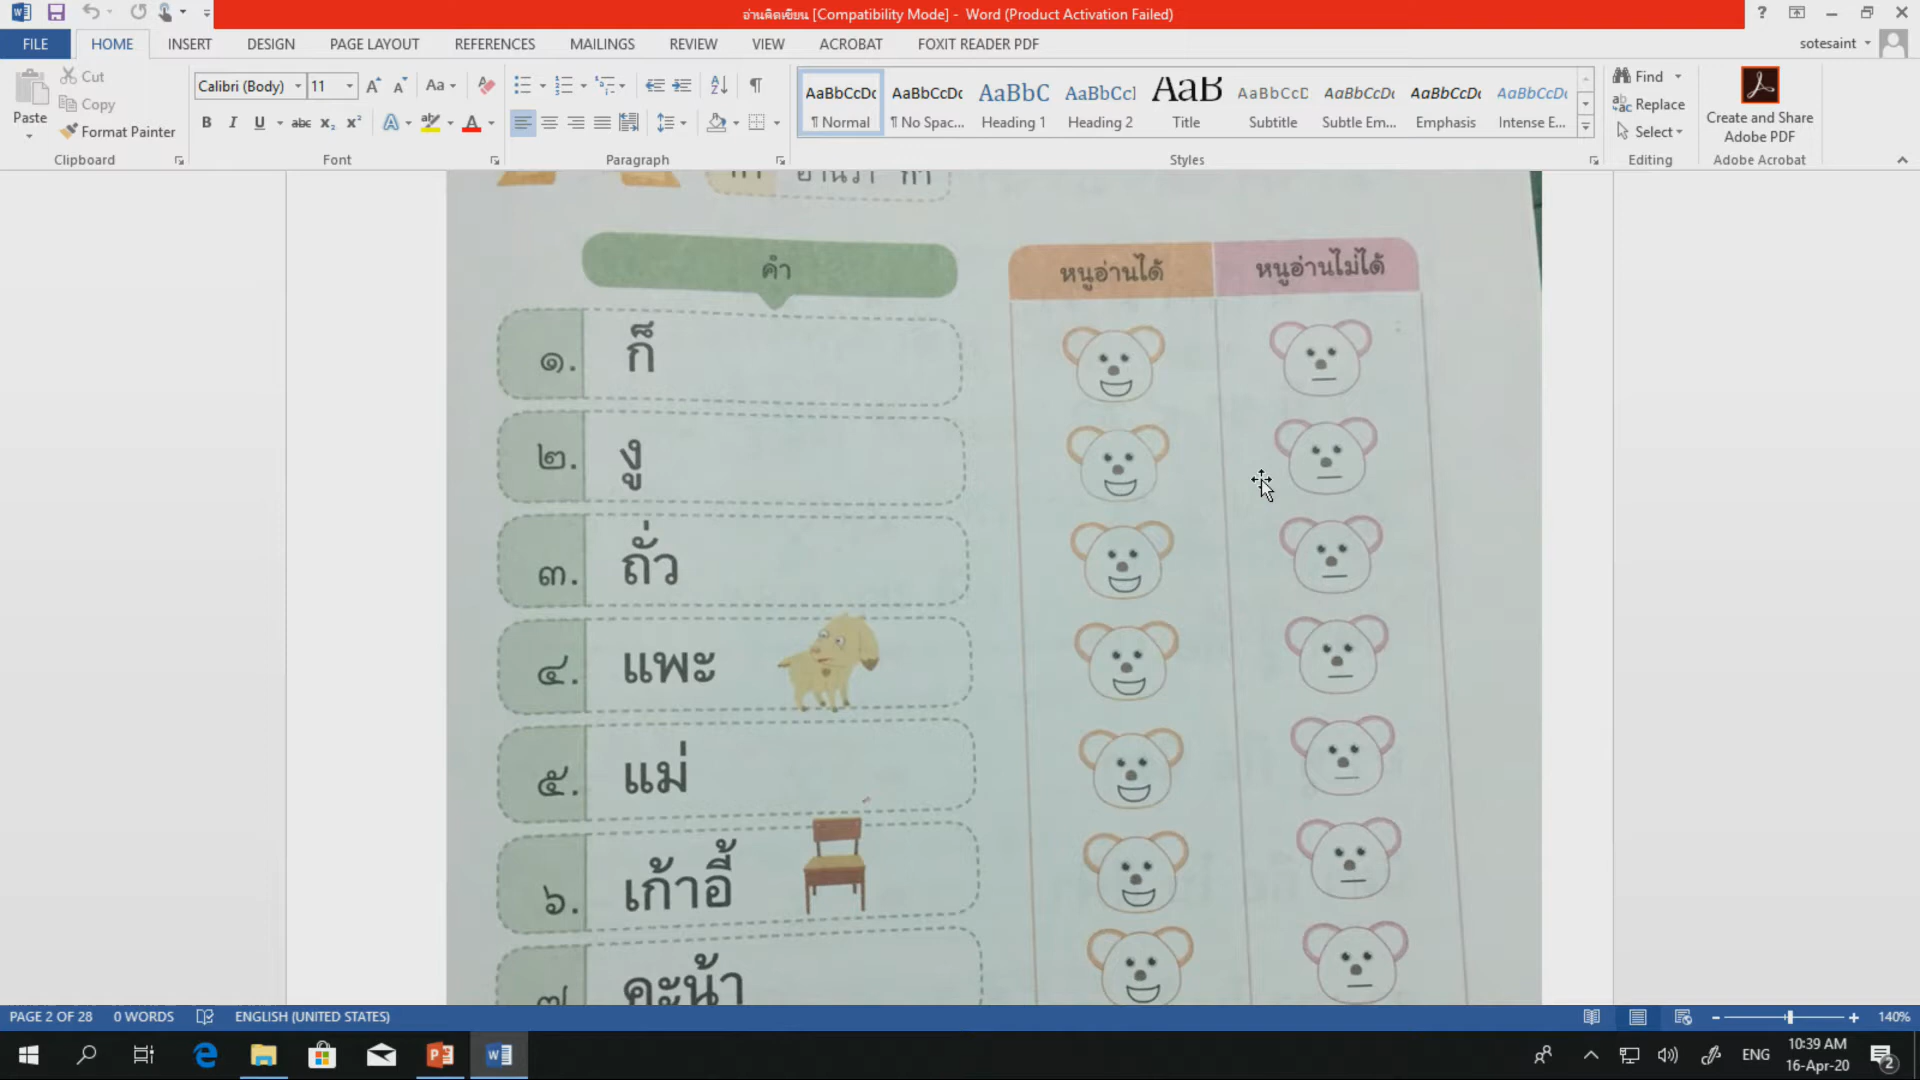 อ่านคิดเขียน [Compatibility Mode] - Word (Product Activation Failed)
FILE HOME INSERT DESIGN PAGE LAYOUT REFERENCES MAILINGS REVIEW VIEW ACROBAT FOXIT READER PDF
sotesaint
Paste
Cut
Copy
Format Painter
Clipboard
Calibri (Body) 11
Font
Paragraph
AaBbCcDc AaBbCcDc AaBbC AaBbCc] AaB AaBbCcD AaBbCcDc AaBbCcDc AaBbCcDc
¶ Normal ¶ No Spac... Heading 1 Heading 2 Title Subtitle Subtle Em... Emphasis Intense E...
Styles
Find
Replace
Select
Editing
Create and Share
Adobe PDF
Adobe Acrobat
คำ หนูอ่านได้ หนูอ่านไม่ได้
๑. ก็
๒. งู
๓. ถั่ว
๔. แพะ
๕. แม่
๖. เก้าอี้
๗. คะน้า
PAGE 2 OF 28 0 WORDS ENGLISH (UNITED STATES) 140%
ENG
10:39 AM
16-Apr-20
2